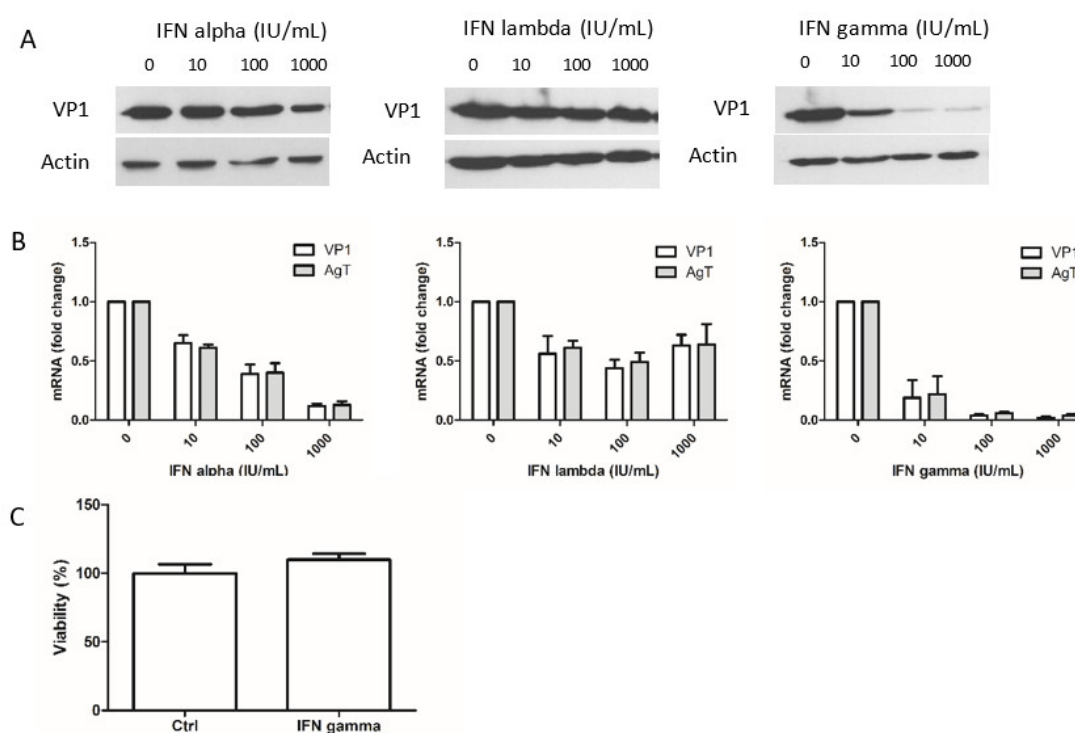 A
IFN alpha (IU/mL)
0 10 100 1000
VP1
Actin
IFN lambda (IU/mL)
0 10 100 1000
VP1
Actin
IFN gamma (IU/mL)
0 10 100 1000
VP1
Actin
B
mRNA (fold change)
1.5
1.0
0.5
0.0
VP1
AgT
0 10 100 1000
IFN alpha (IU/mL)
mRNA (fold change)
1.5
1.0
0.5
0.0
VP1
AgT
0 10 100 1000
IFN lambda (IU/mL)
mRNA (fold change)
1.5
1.0
0.5
0.0
VP1
AgT
0 10 100 1000
IFN gamma (IU/mL)
C
Viability (%)
150
100
50
0
Ctrl IFN gamma